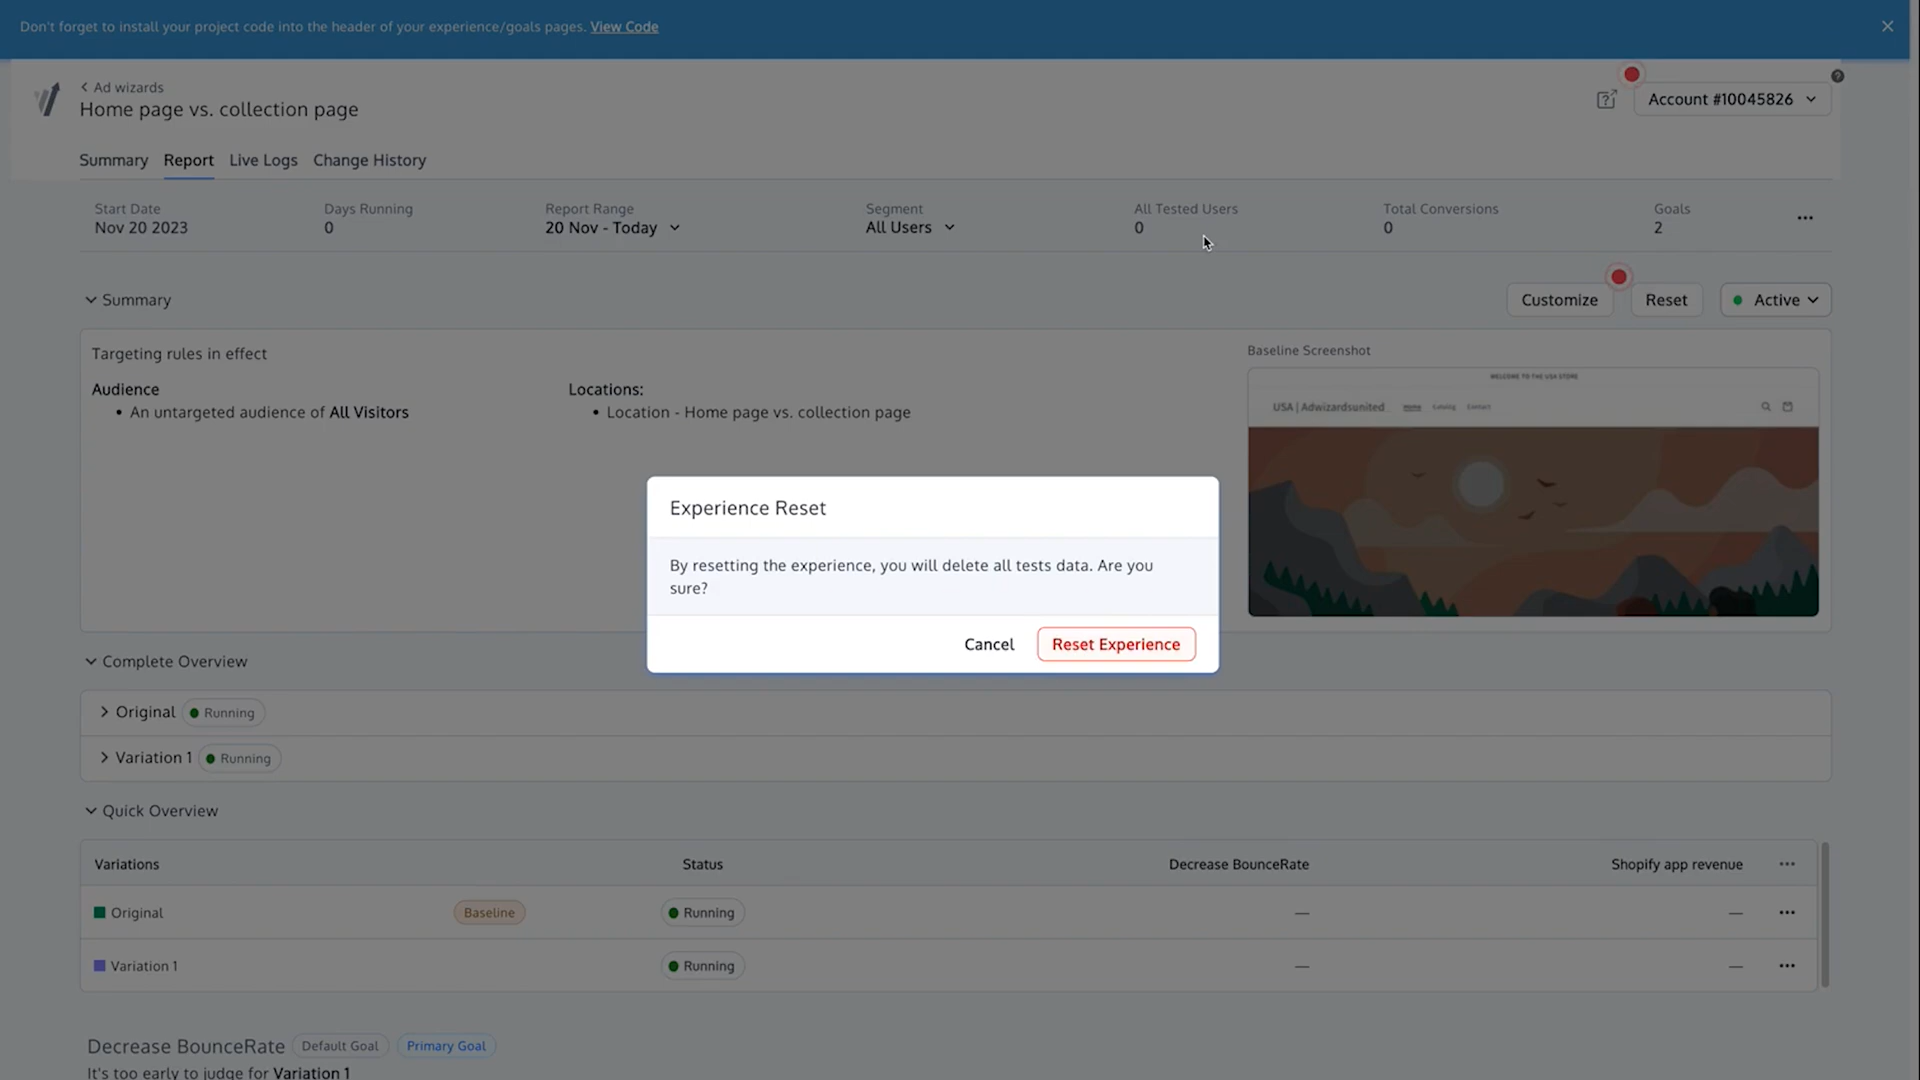 Don't forget to install your project code into the header of your experience/goals pages. View Code
Ad wizards
Home page vs. collection page
Account #10045826
Summary Report Live Logs Change History
Start Date Days Running Report Range Segment All Tested Users Total Conversions Goals
Nov 20 2023 0 20 Nov - Today All Users 0 0 2
Summary
Customize Reset Active
Targeting rules in effect
Baseline Screenshot
Audience
Locations:
• An untargeted audience of All Visitors
• Location - Home page vs. collection page
WELCOME TO THE USA STORE
USA | Adwizardsunited Home Catalog Contact
Experience Reset
By resetting the experience, you will delete all tests data. Are you
sure?
Cancel Reset Experience
Complete Overview
Original Running
Variation 1 Running
Quick Overview
Variations Status Decrease BounceRate Shopify app revenue
Original Baseline Running — —
Variation 1 Running — —
Decrease BounceRate Default Goal Primary Goal
It's too early to judge for Variation 1